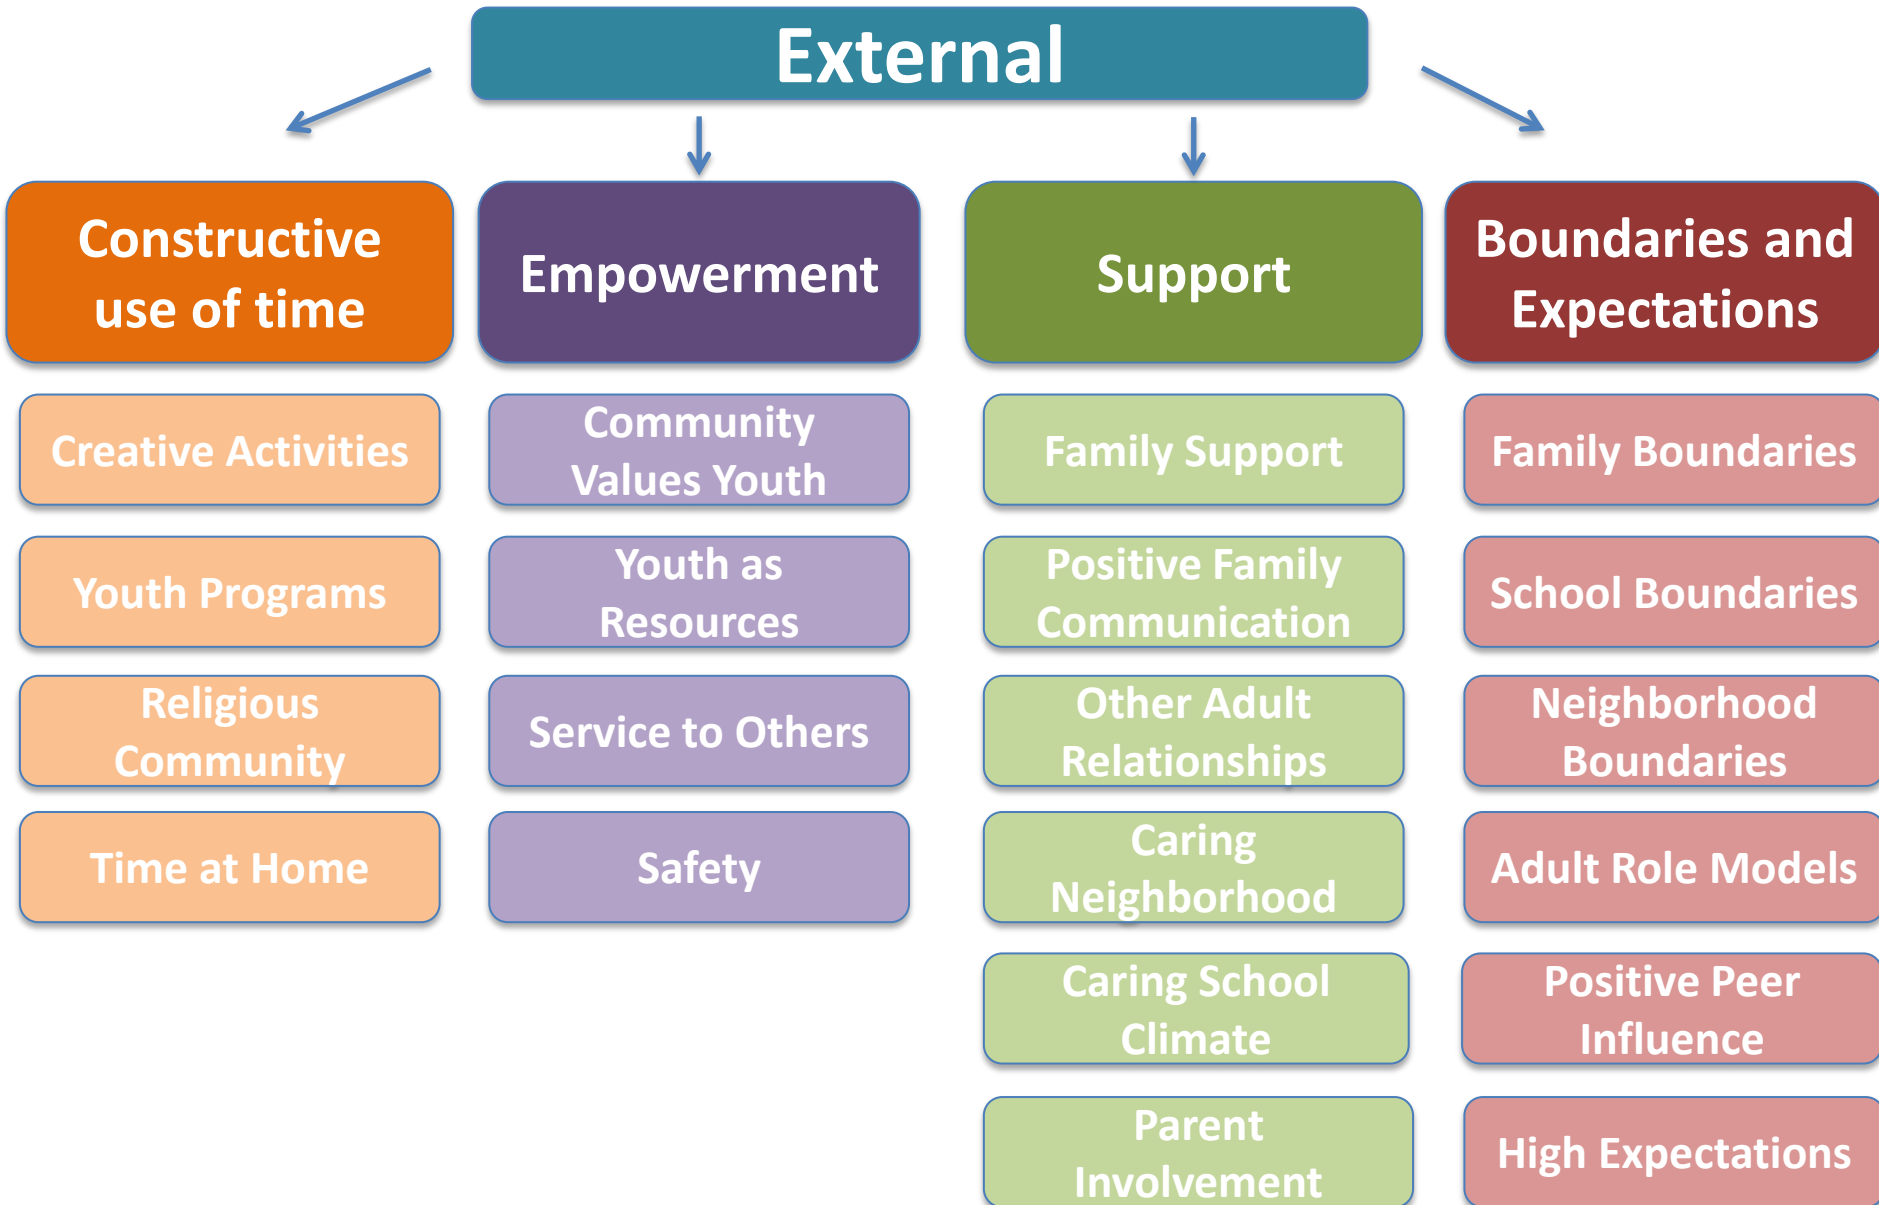 External
Constructive
use of time
Empowerment
Support
Boundaries and
Expectations
Creative Activities
Community
Values Youth
Family Support
Family Boundaries
Youth Programs
Youth as
Resources
Positive Family
Communication
School Boundaries
Religious
Community
Service to Others
Other Adult
Relationships
Neighborhood
Boundaries
Time at Home
Safety
Caring
Neighborhood
Adult Role Models
Caring School
Climate
Positive Peer
Influence
Parent
Involvement
High Expectations